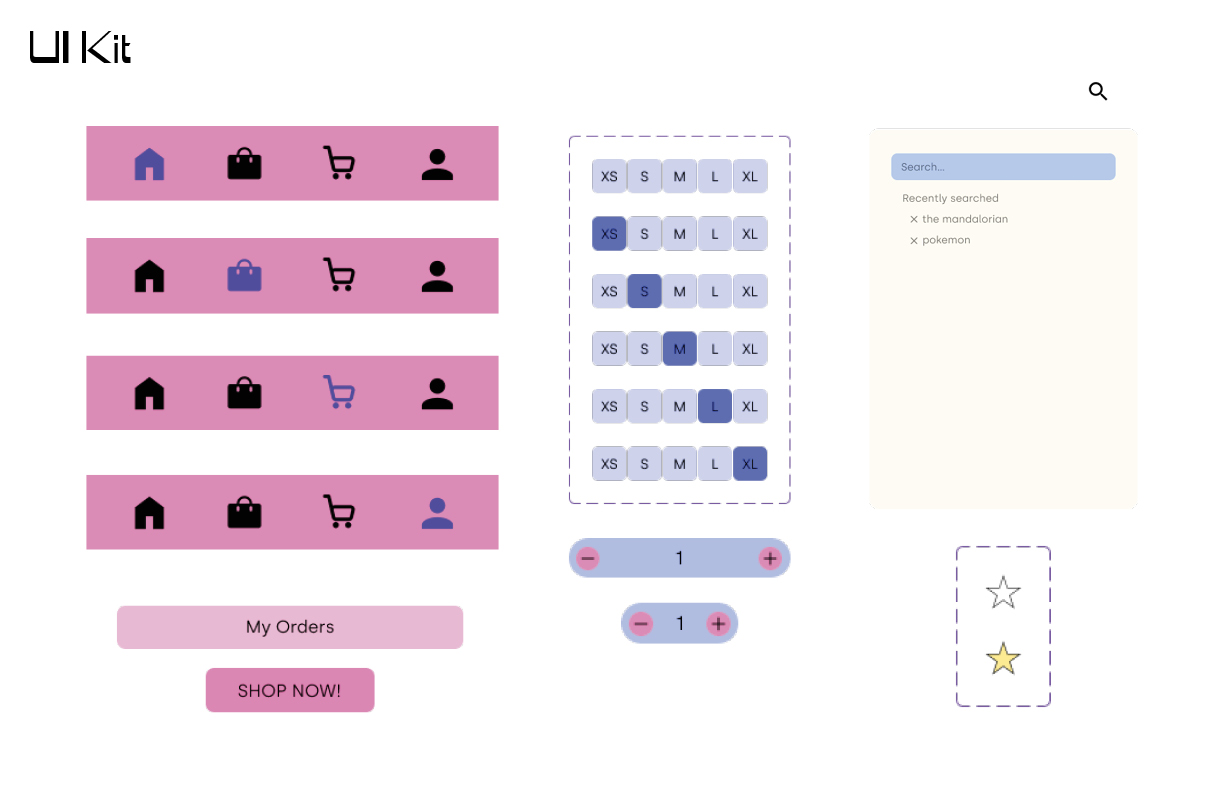 UI Kit
XS S M L XL
XS S M L XL
XS S M L XL
XS S M L XL
XS S M L XL
XS S M L XL
1
1
My Orders
SHOP NOW!
Search...
Recently searched
the mandalorian
pokemon